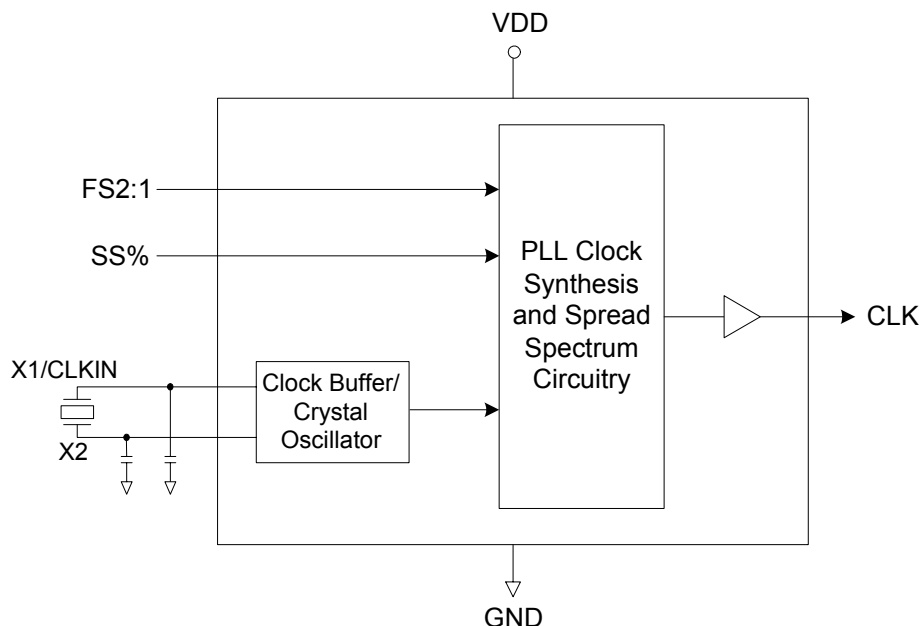 VDD
FS2:1
SS%
PLL Clock
Synthesis
and Spread
Spectrum
Circuitry
CLK
X1/CLKIN
Clock Buffer/
Crystal
Oscillator
X2
GND